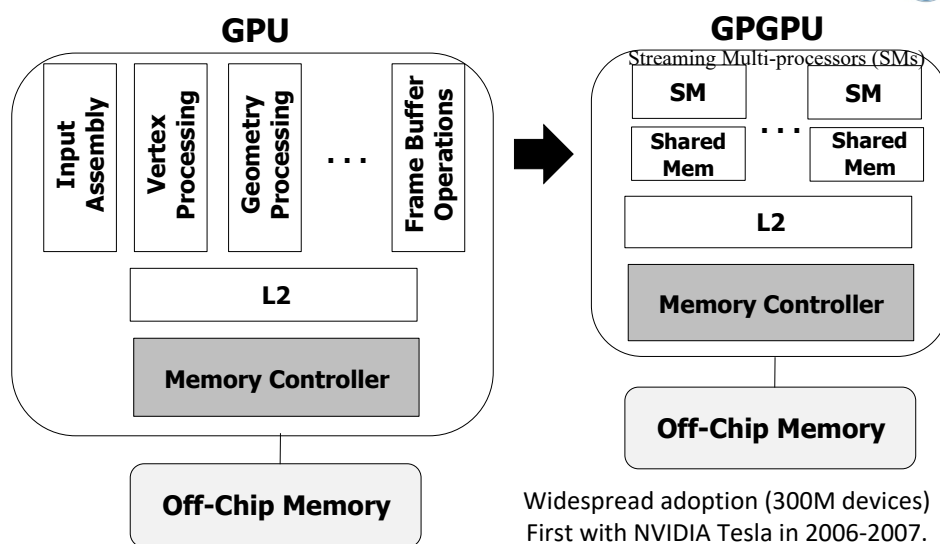 GPU
Input
Assembly
Vertex
Processing
Geometry
Processing
...
Frame Buffer
Operations
L2
Memory Controller
Off-Chip Memory
GPGPU
Streaming Multi-processors (SMs)
SM
SM
...
Shared
Mem
Shared
Mem
L2
Memory Controller
Off-Chip Memory
Widespread adoption (300M devices)
First with NVIDIA Tesla in 2006-2007.